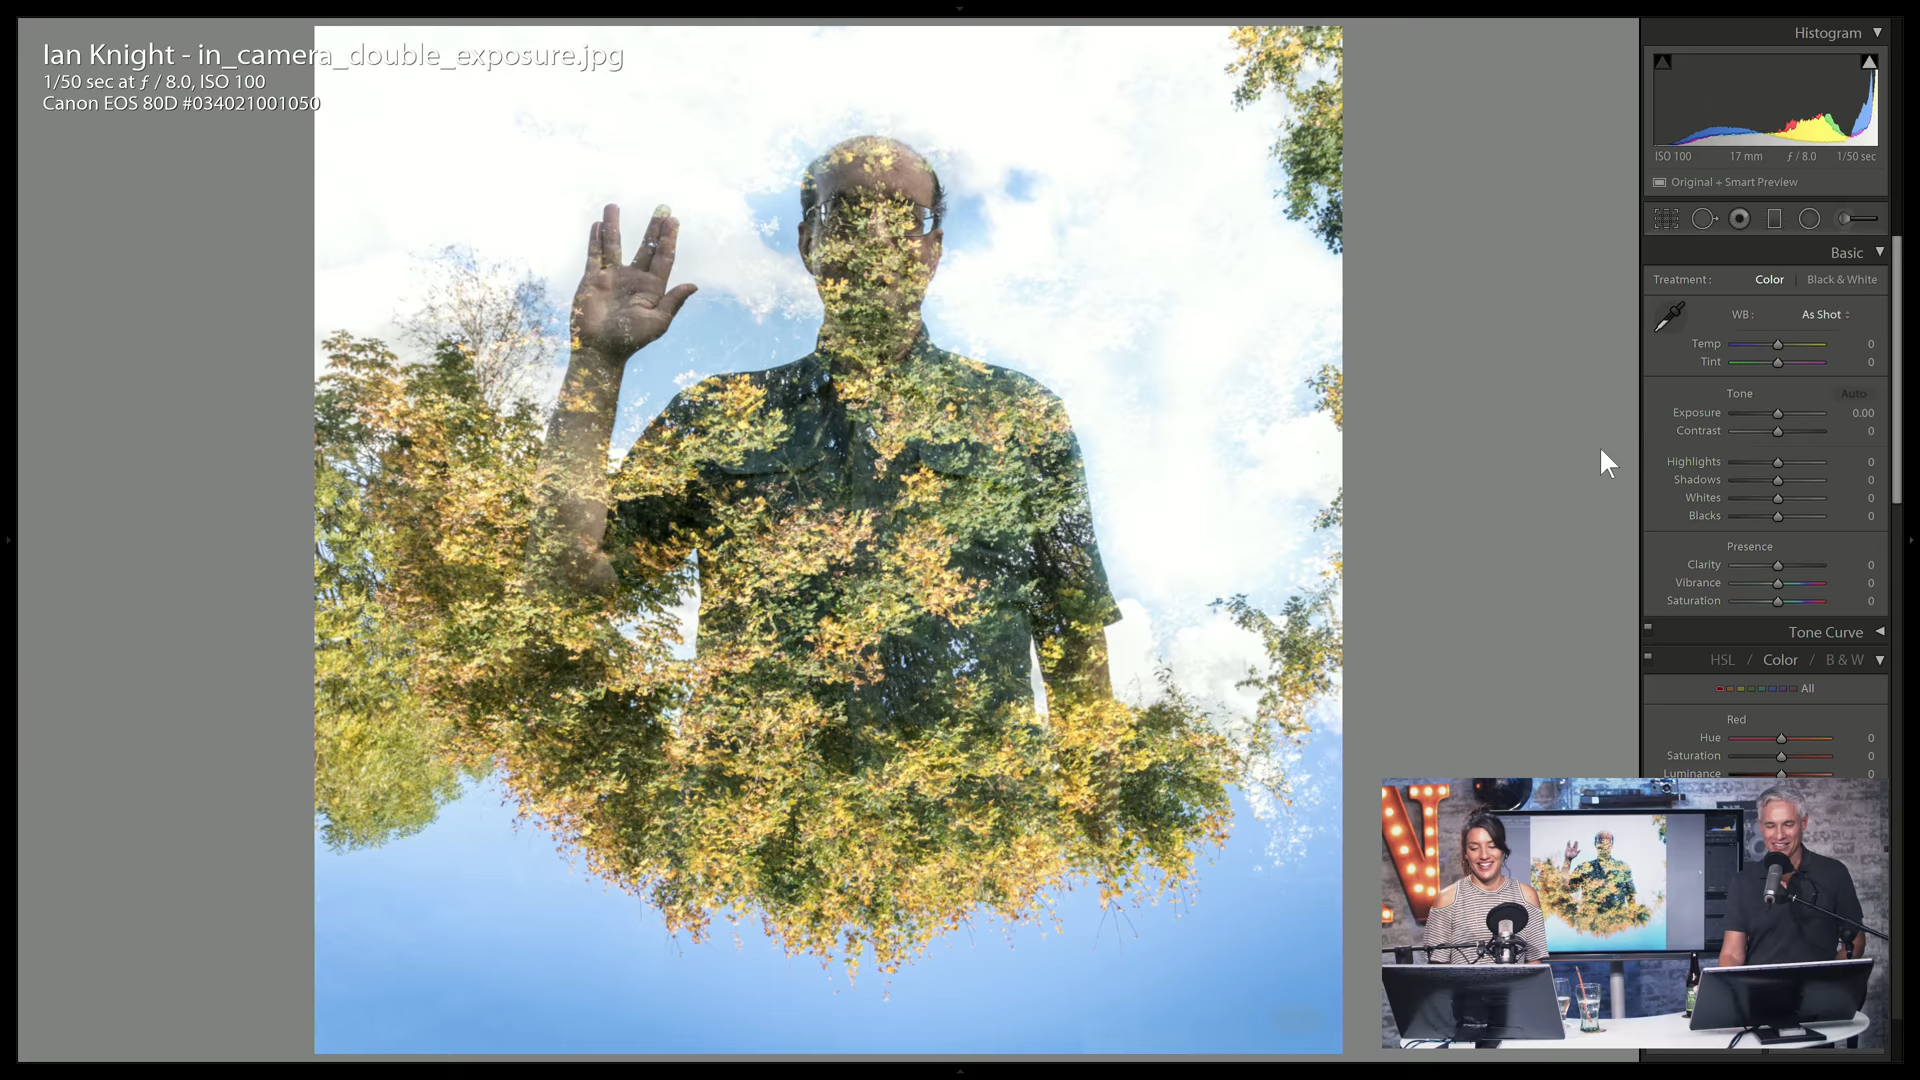 Ian Knight - in_camera_double_exposure.jpg
1/50 sec at ƒ / 8.0, ISO 100
Canon EOS 80D #034021001050
Histogram
ISO 100 17 mm ƒ / 8.0 1/50 sec
Original + Smart Preview
Basic
Treatment : Color Black & White
WB : As Shot
Temp 0
Tint 0
Tone Auto
Exposure 0.00
Contrast 0
Highlights 0
Shadows 0
Whites 0
Blacks 0
Presence
Clarity 0
Vibrance 0
Saturation 0
Tone Curve
HSL / Color / B & W
All
Red
Hue 0
Saturation 0
Luminance 0
N